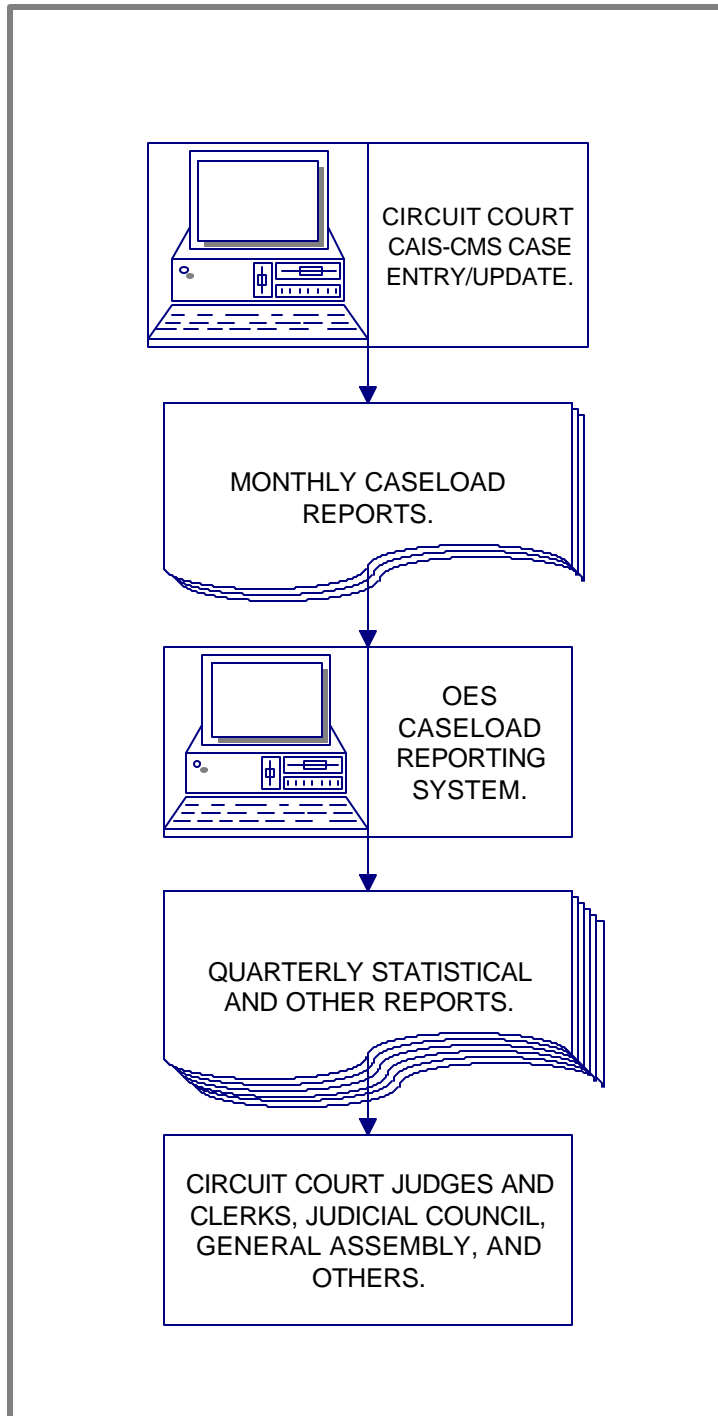 CIRCUIT COURT
CAIS-CMS CASE
ENTRY/UPDATE.
MONTHLY CASELOAD
REPORTS.
OES
CASELOAD
REPORTING
SYSTEM.
QUARTERLY STATISTICAL
AND OTHER REPORTS.
CIRCUIT COURT JUDGES AND
CLERKS, JUDICIAL COUNCIL,
GENERAL ASSEMBLY, AND
OTHERS.